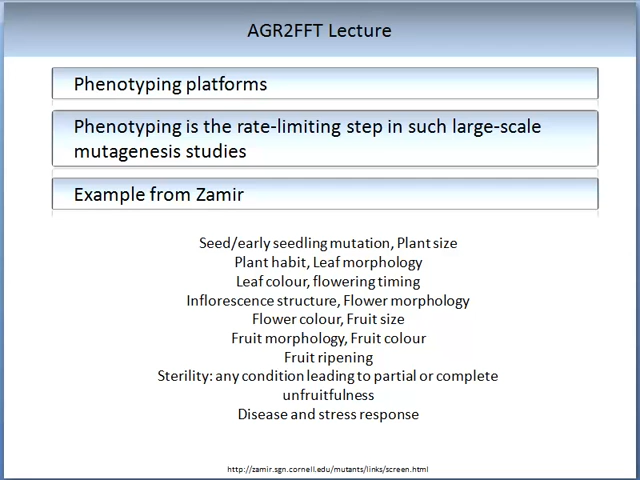 AGR2FFT Lecture
Phenotyping platforms
Phenotyping is the rate-limiting step in such large-scale
mutagenesis studies
Example from Zamir
Seed/early seedling mutation, Plant size
Plant habit, Leaf morphology
Leaf colour, flowering timing
Inflorescence structure, Flower morphology
Flower colour, Fruit size
Fruit morphology, Fruit colour
Fruit ripening
Sterility: any condition leading to partial or complete
unfruitfulness
Disease and stress response
http://zamir.sgn.cornell.edu/mutants/links/screen.html